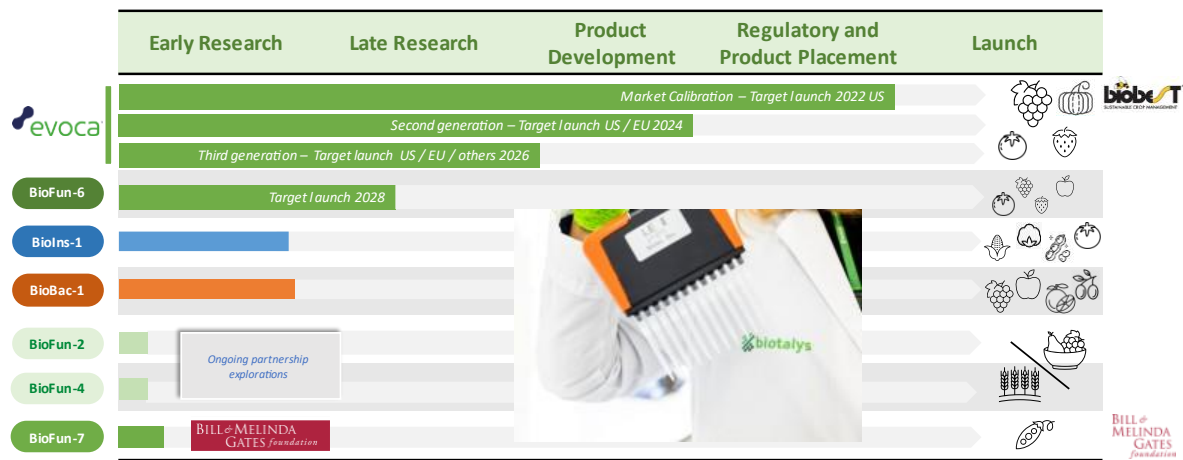 Early Research
Late Research
Product
Development
Regulatory and
Product Placement
Launch
evoca
Market Calibration – Target launch 2022 US
Second generation – Target launch US / EU 2024
Third generation – Target launch US / EU / others 2026
biobest
SUSTAINABLE CROP MANAGEMENT
BioFun-6
Target launch 2028
BioIns-1
BioBac-1
BioFun-2
Ongoing partnership
explorations
biotalys
BioFun-4
BioFun-7
BILL & MELINDA
GATES foundation
BILL &
MELINDA
GATES
foundation